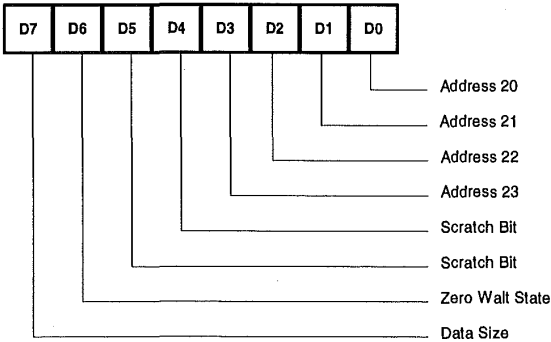 D7 D6 D5 D4 D3 D2 D1 D0
Address 20
Address 21
Address 22
Address 23
Scratch Bit
Scratch Bit
Zero Walt State
Data Size